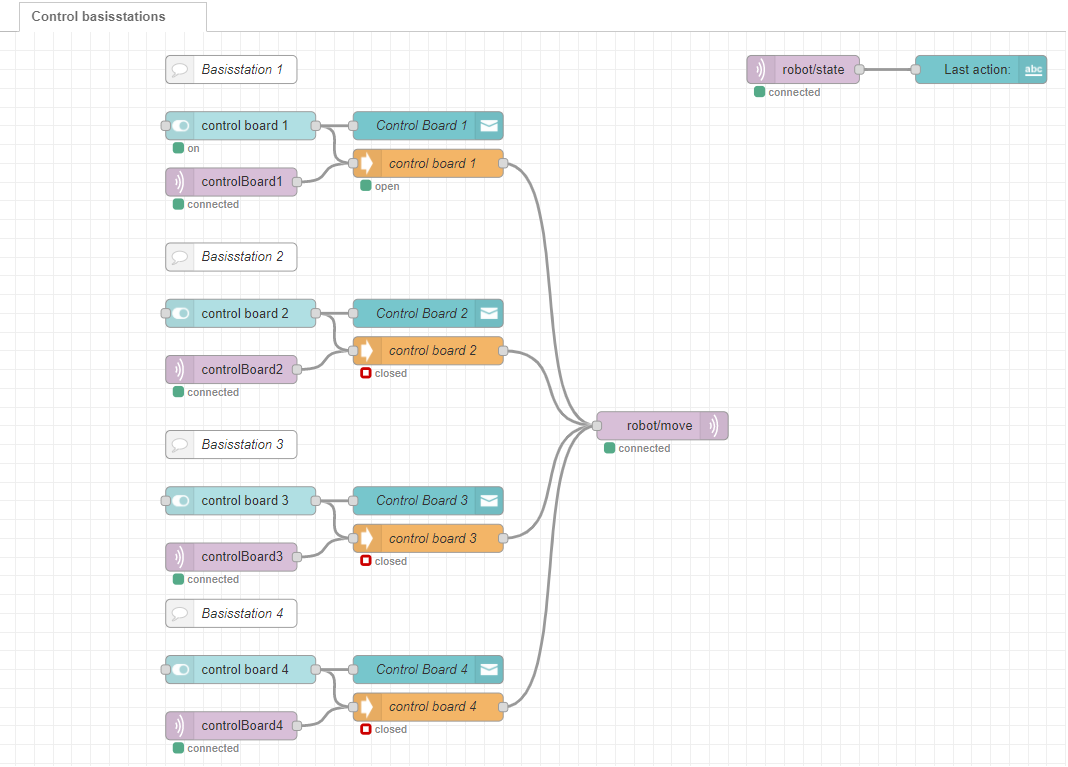 Control basisstations
Basisstation 1
robot/state
Last action:
abc
connected
control board 1
Control Board 1
on
control board 1
open
controlBoard1
connected
Basisstation 2
control board 2
Control Board 2
control board 2
closed
controlBoard2
connected
robot/move
connected
Basisstation 3
control board 3
Control Board 3
control board 3
closed
controlBoard3
connected
Basisstation 4
control board 4
Control Board 4
control board 4
closed
controlBoard4
connected